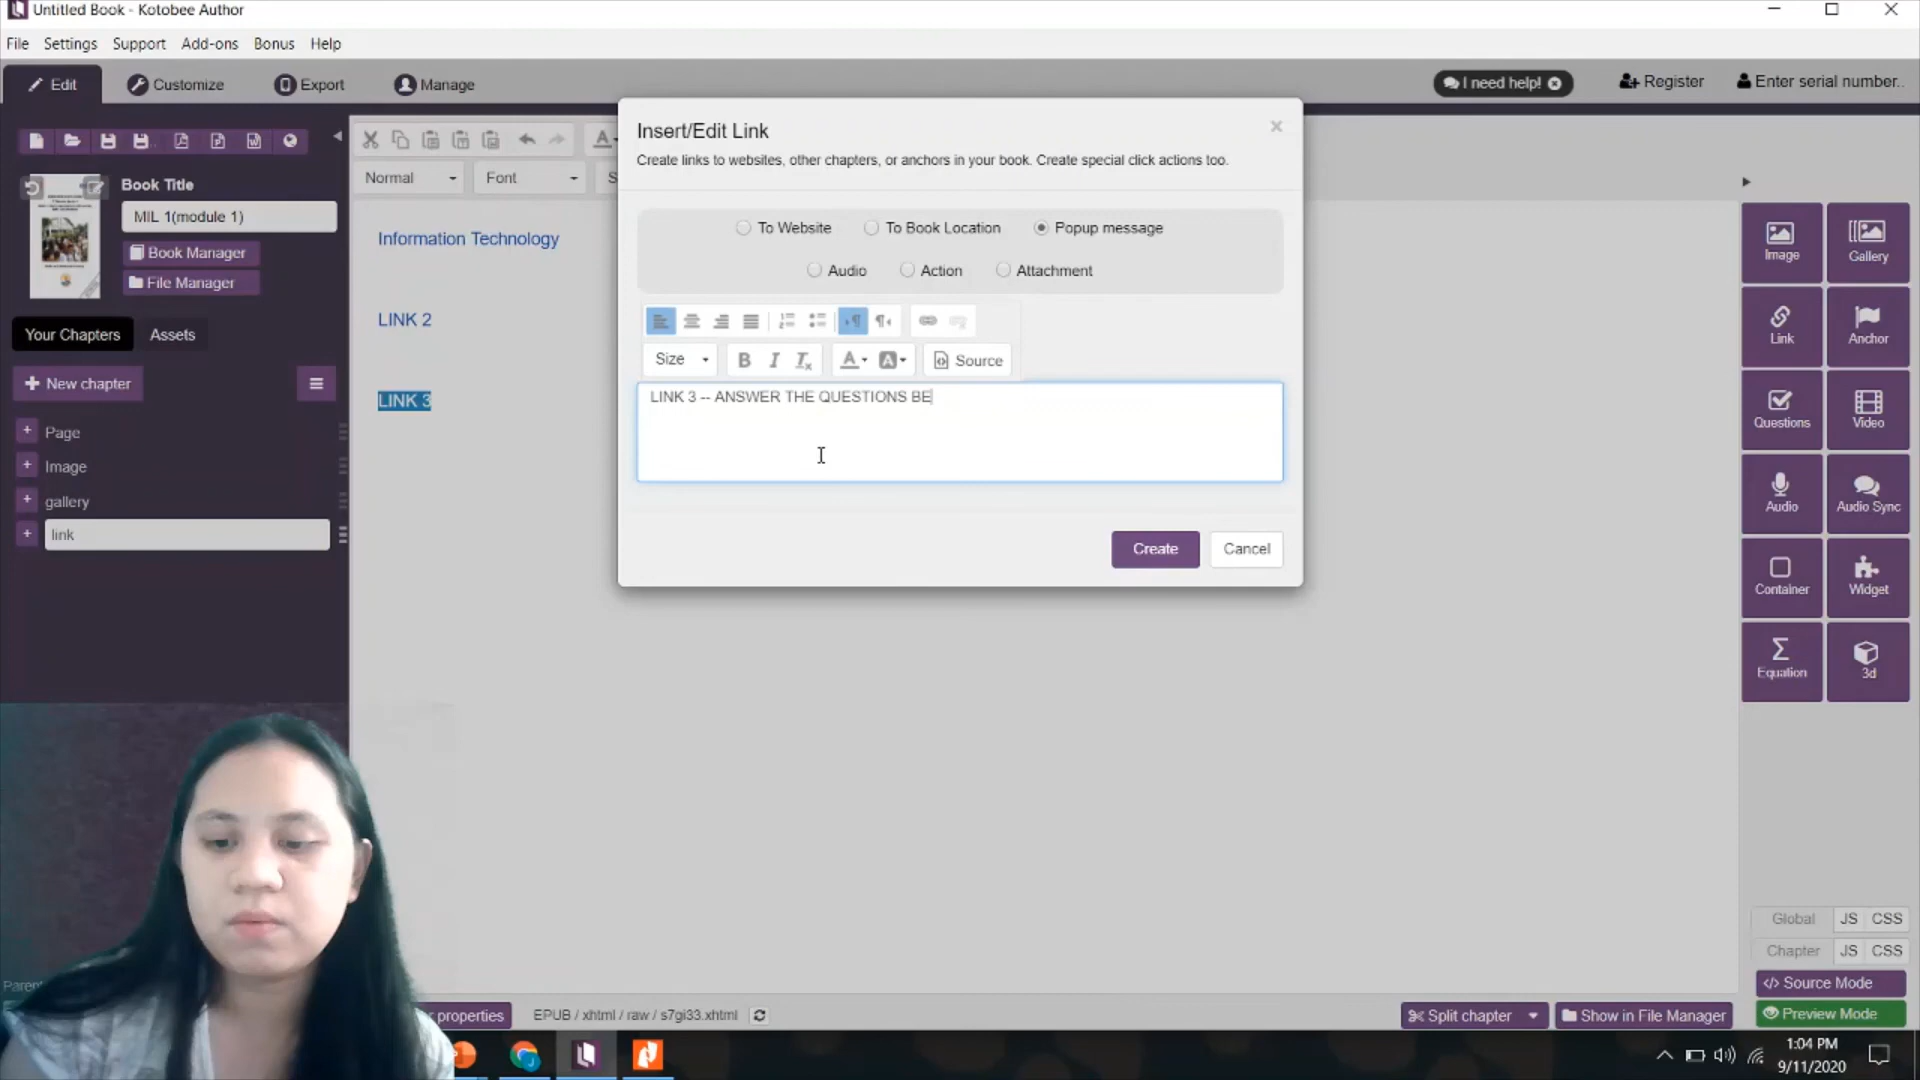 Untitled Book - Kotobee Author
File Settings Support Add-ons Bonus Help
Edit Customize Export Manage
I need help! Register Enter serial number..
Insert/Edit Link
Create links to websites, other chapters, or anchors in your book. Create special click actions too.
Book Title
MIL 1(module 1)
Book Manager
File Manager
Your Chapters Assets
New chapter
Page
Image
gallery
link
Normal Font S
Information Technology
LINK 2
LINK 3
To Website To Book Location Popup message
Audio Action Attachment
Size B I Tx A A Source
LINK 3 -- ANSWER THE QUESTIONS BE
Create Cancel
Image Gallery
Link Anchor
Questions Video
Audio Audio Sync
Container Widget
Equation 3d
Global JS CSS
Chapter JS CSS
Source Mode
Preview Mode
Paren
r properties EPUB / xhtml / raw / s7gi33.xhtml Split chapter Show in File Manager
1:04 PM
9/11/2020